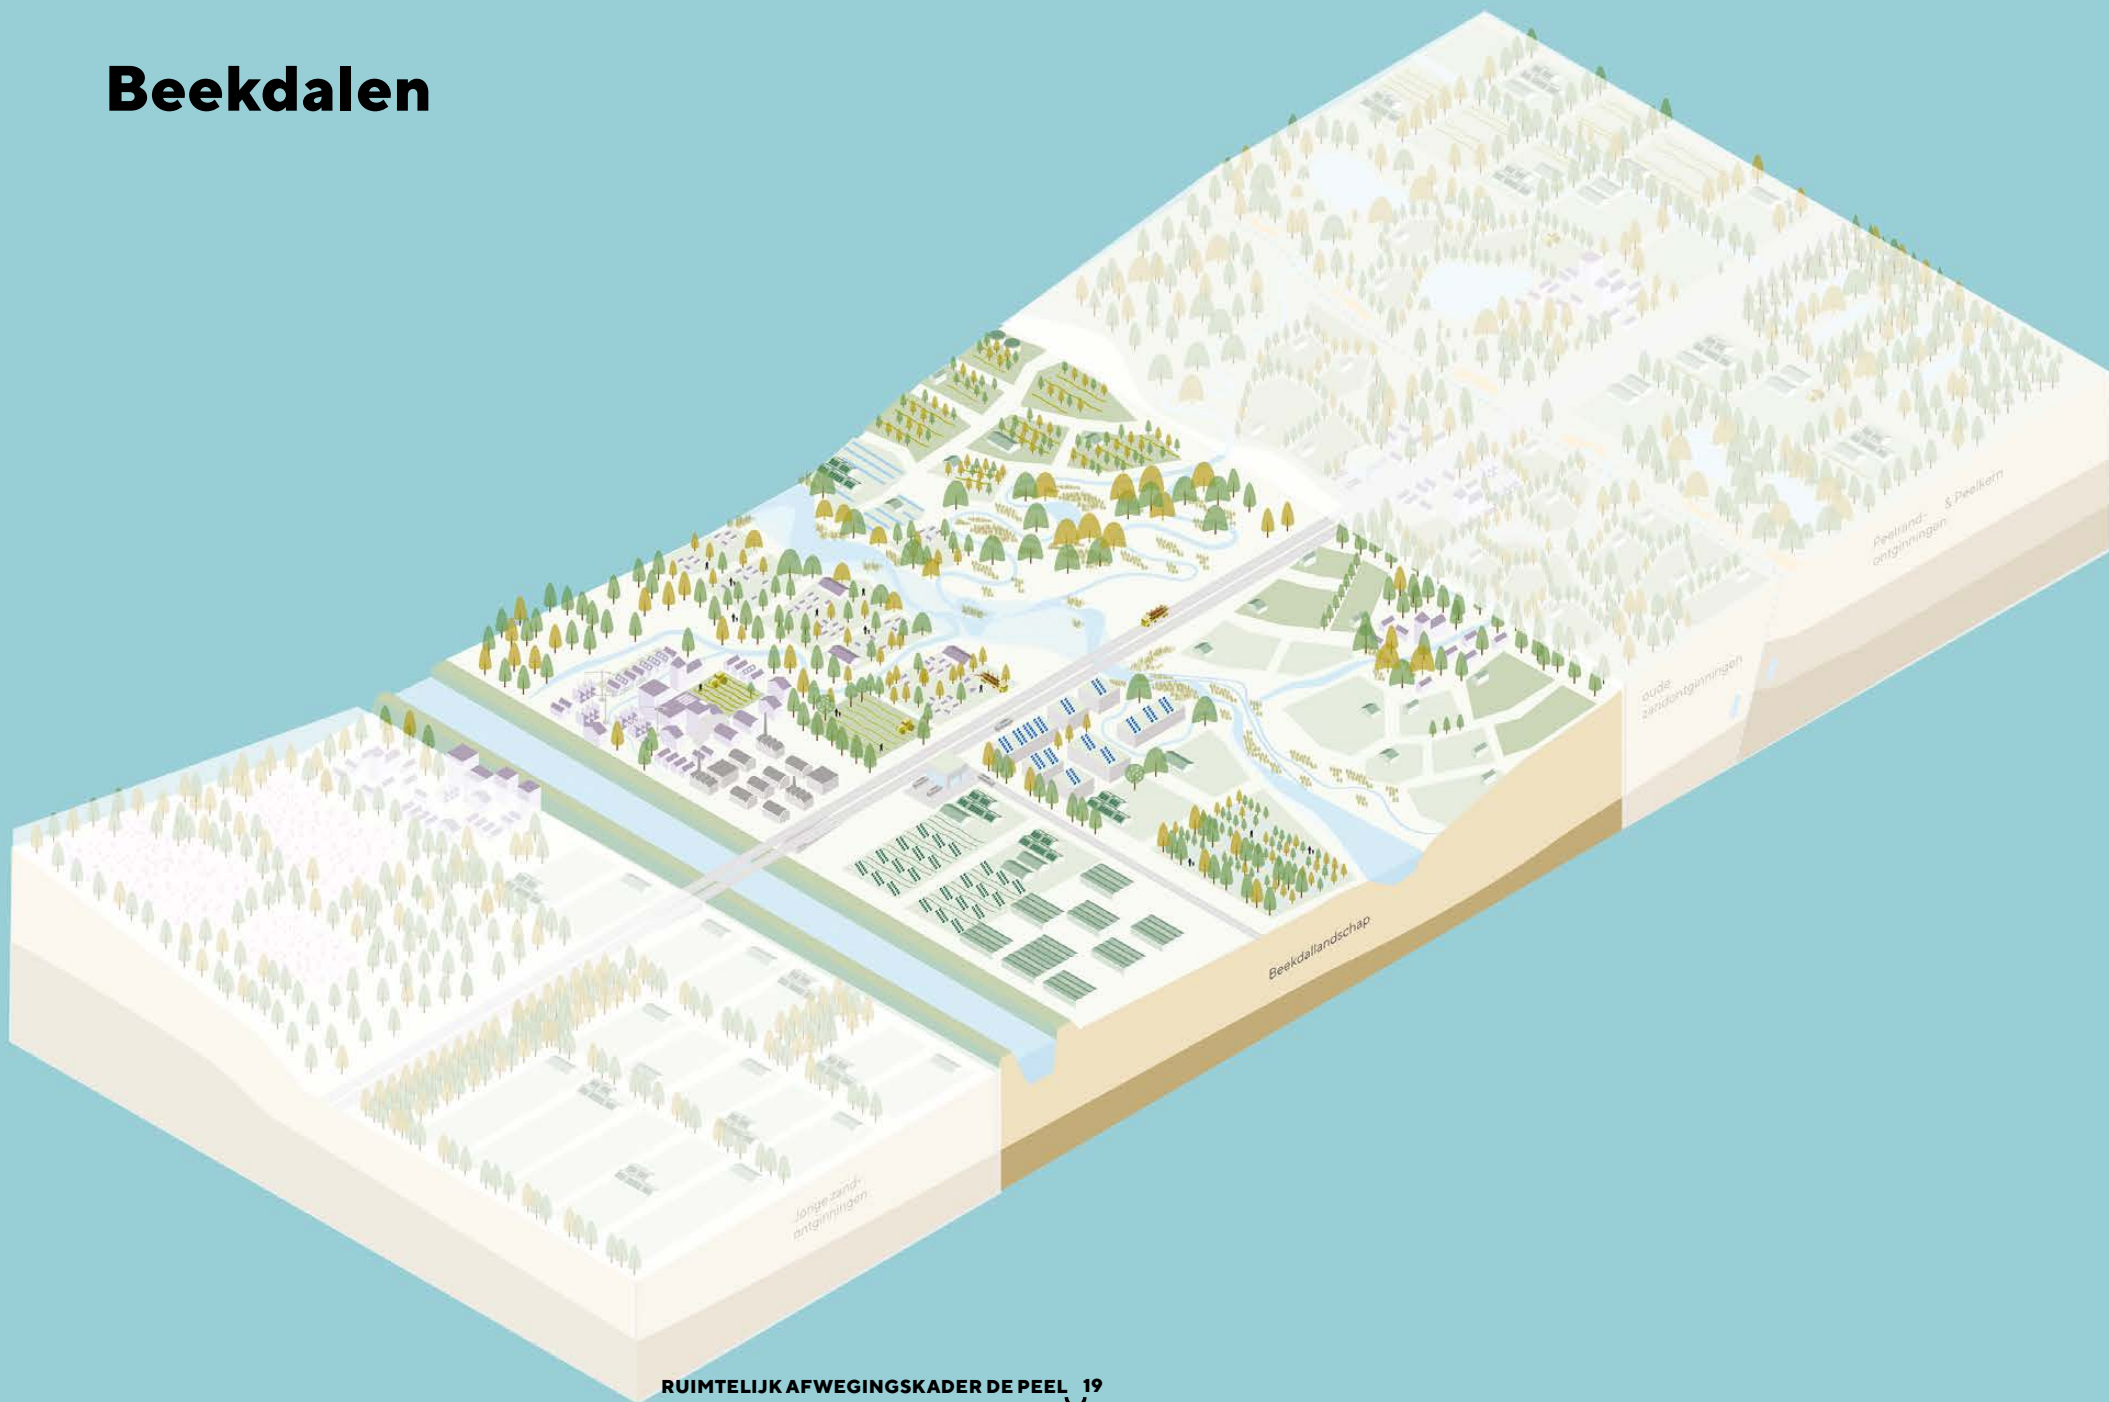 Beekdalen
Peelrand- & Peelkern
ontginningen
oude
zandontginningen
Beekdallandschap
Jonge zand-
ontginningen
RUIMTELIJK AFWEGINGSKADER DE PEEL 19